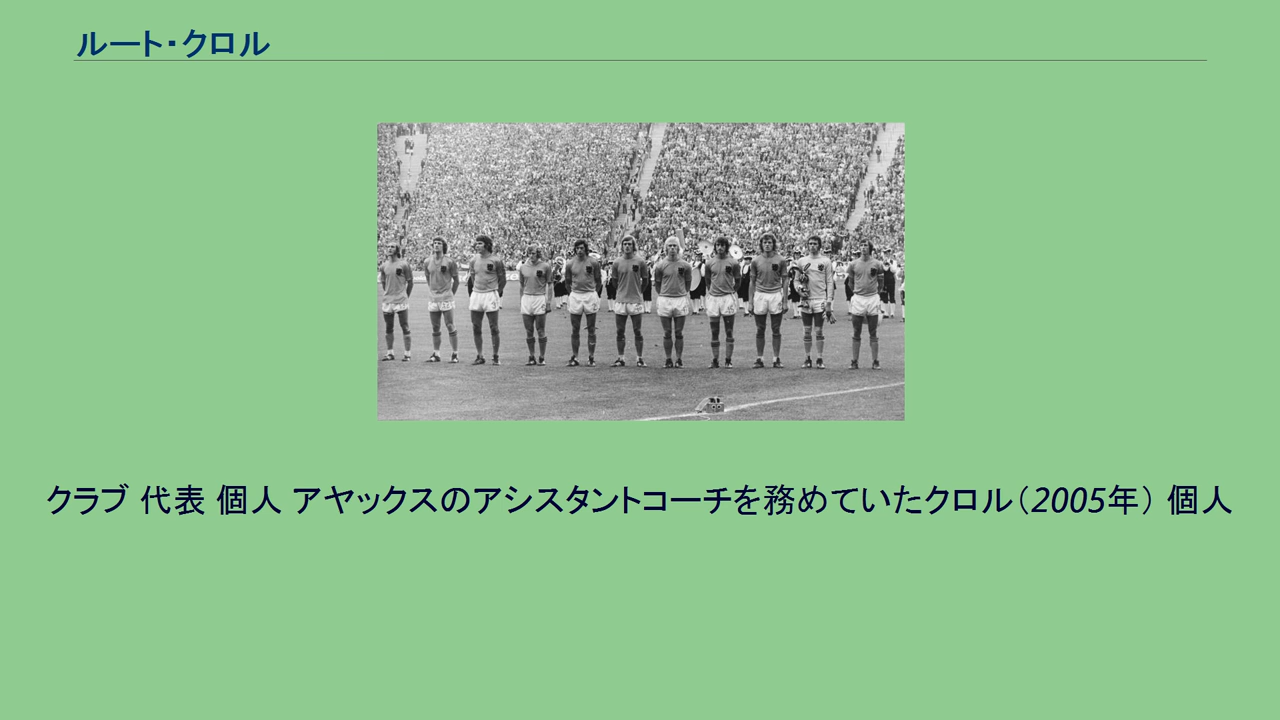 ルート・クロル
クラブ 代表 個人 アヤックスのアシスタントコーチを務めていたクロル（2005年） 個人